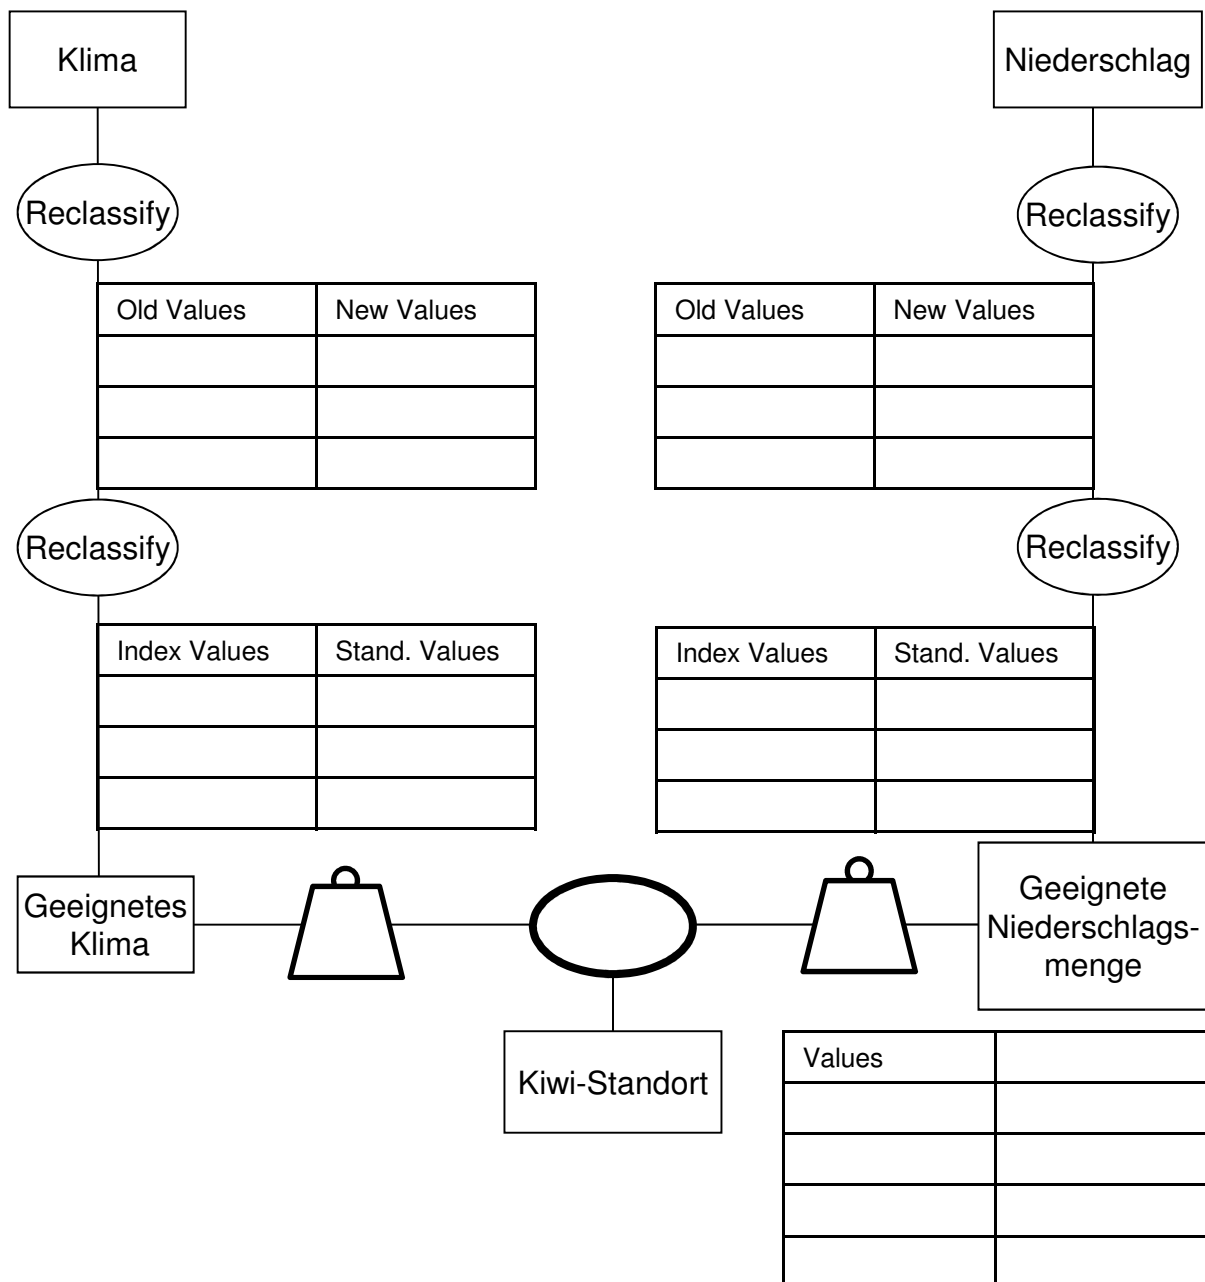 Klima
Niederschlag
Reclassify
Reclassify
Old Values New Values
Old Values New Values
Reclassify
Reclassify
Index Values Stand. Values
Index Values Stand. Values
Geeignetes
Klima
Geeignete
Niederschlags-
menge
Kiwi-Standort
Values